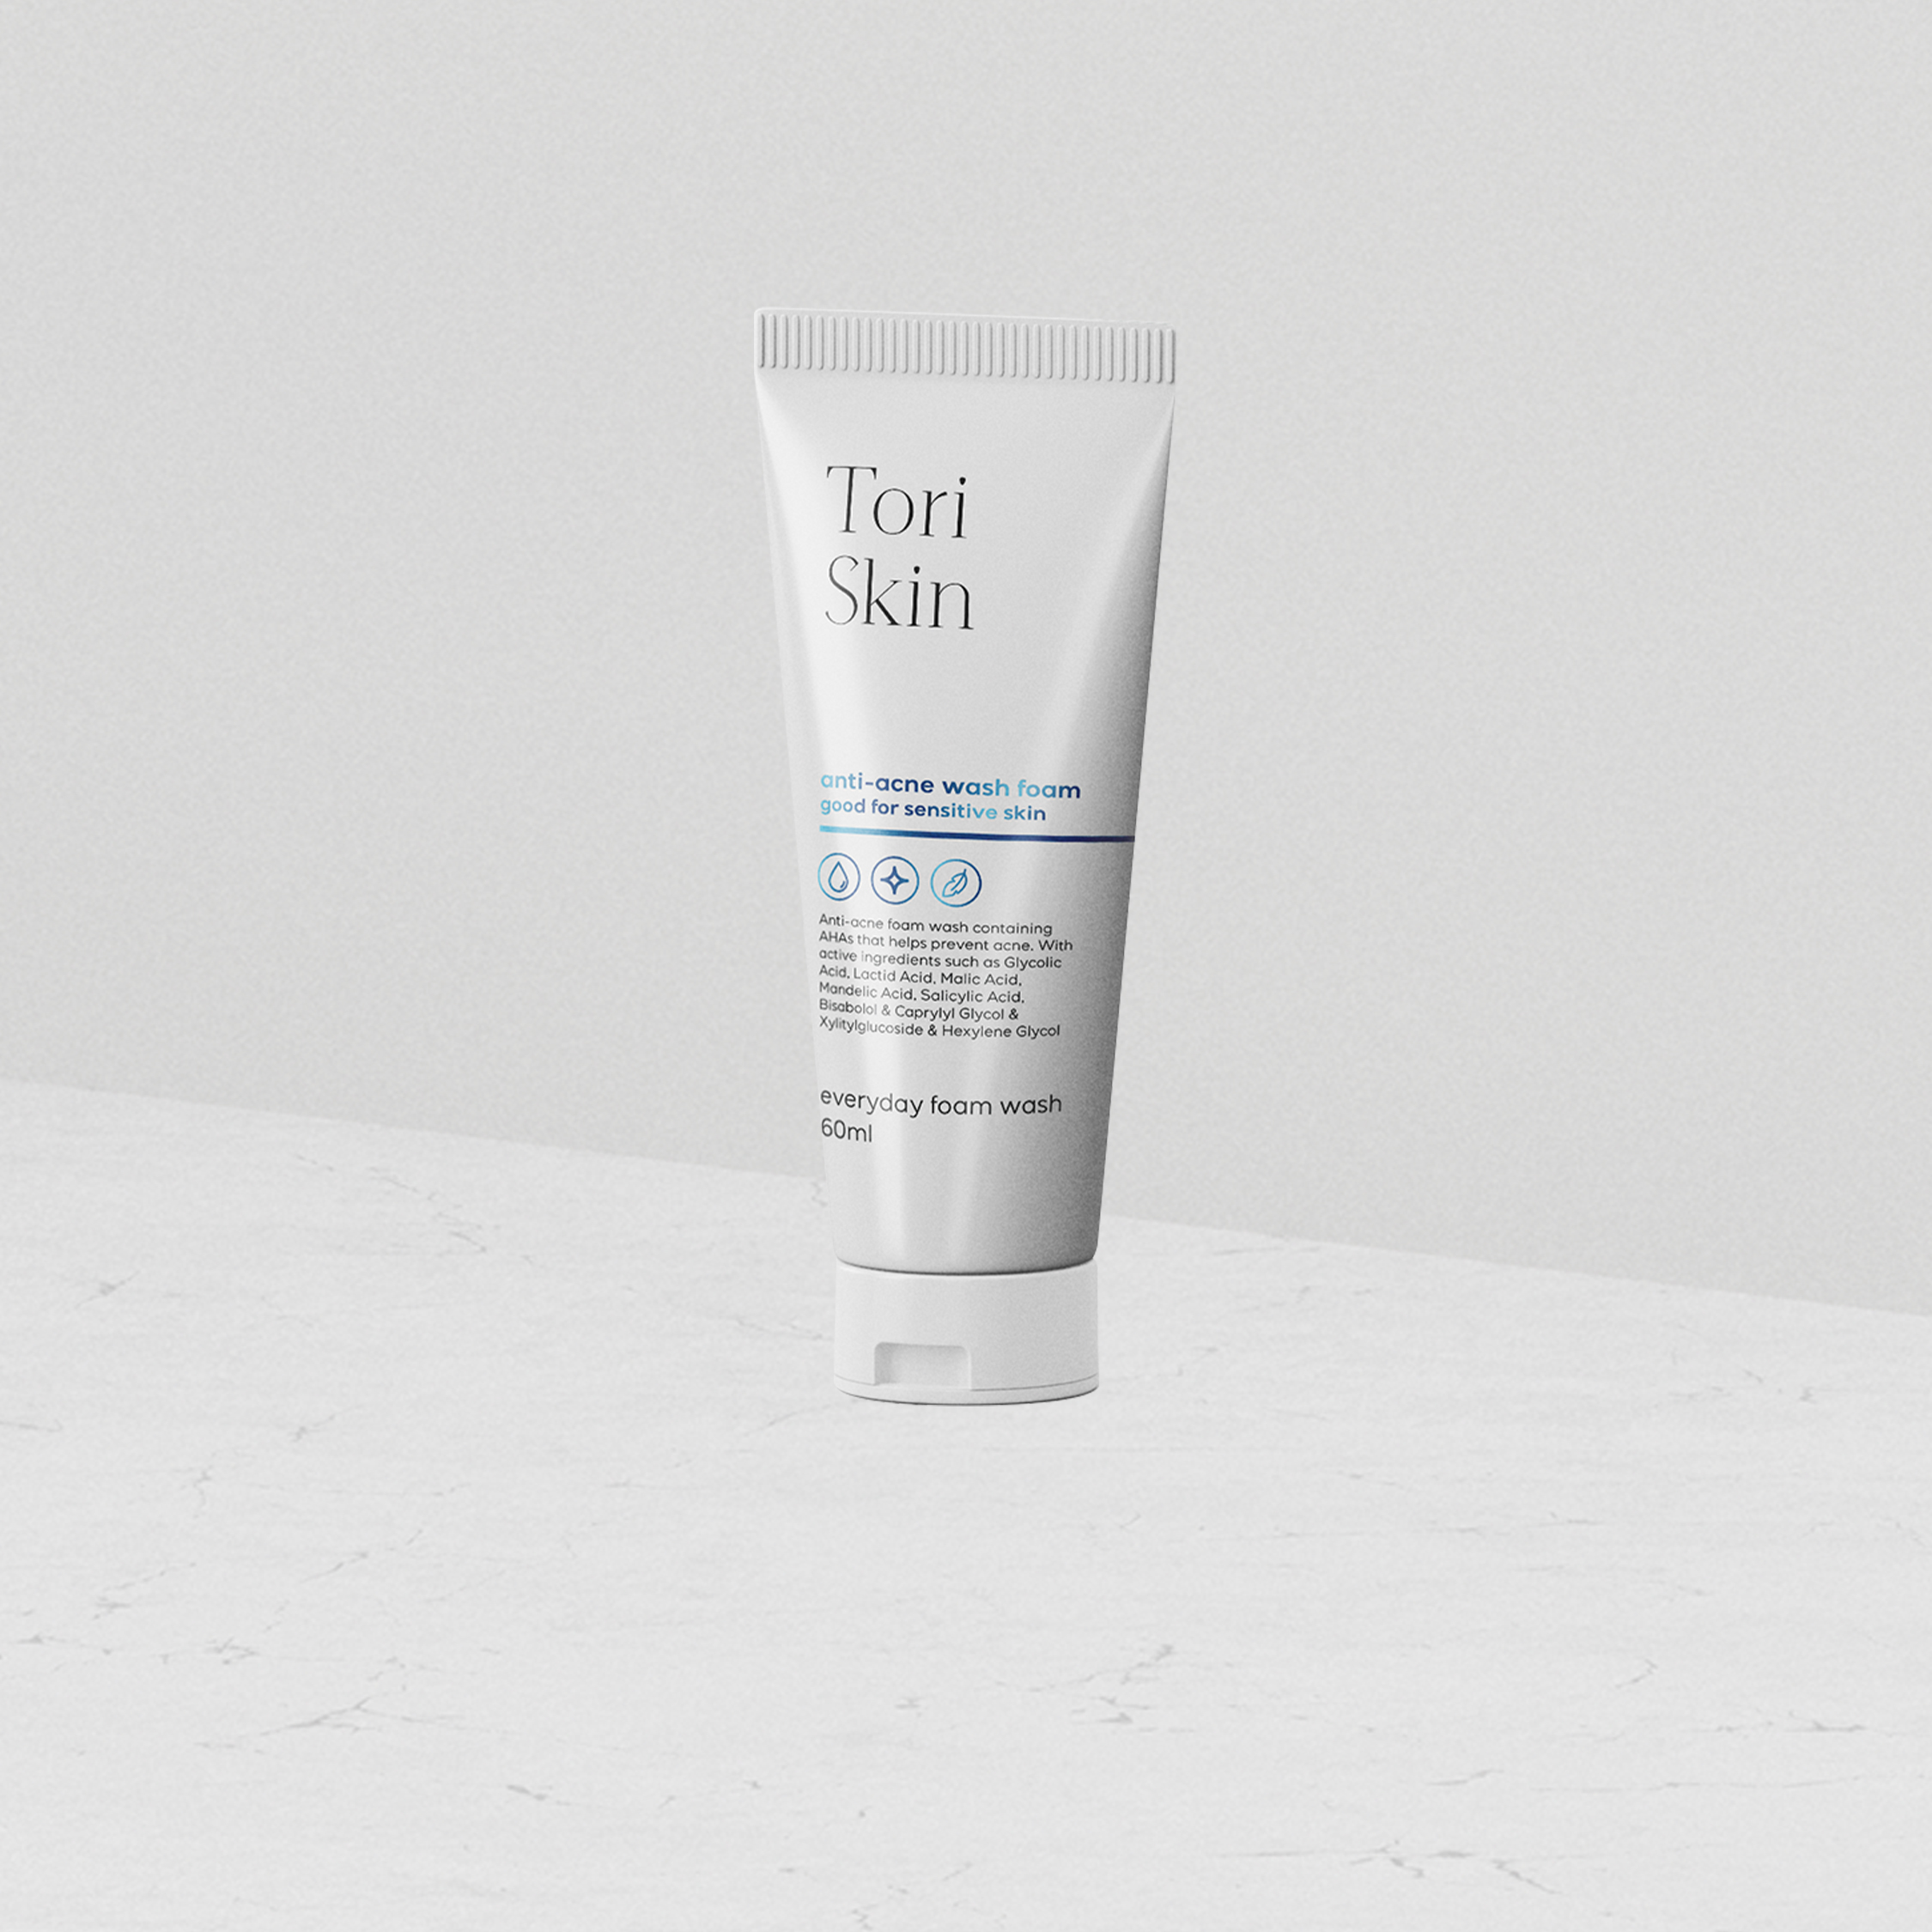 Tori
Skin
anti-acne wash foam
good for sensitive skin
Anti-acne foam wash containing
AHAs that helps prevent acne. With
active ingredients such as Glycolic
Acid, Lactid Acid, Malic Acid,
Mandelic Acid, Salicylic Acid,
Bisabolol & Caprylyl Glycol &
Xylitylglucoside & Hexylene Glycol
everyday foam wash
60ml